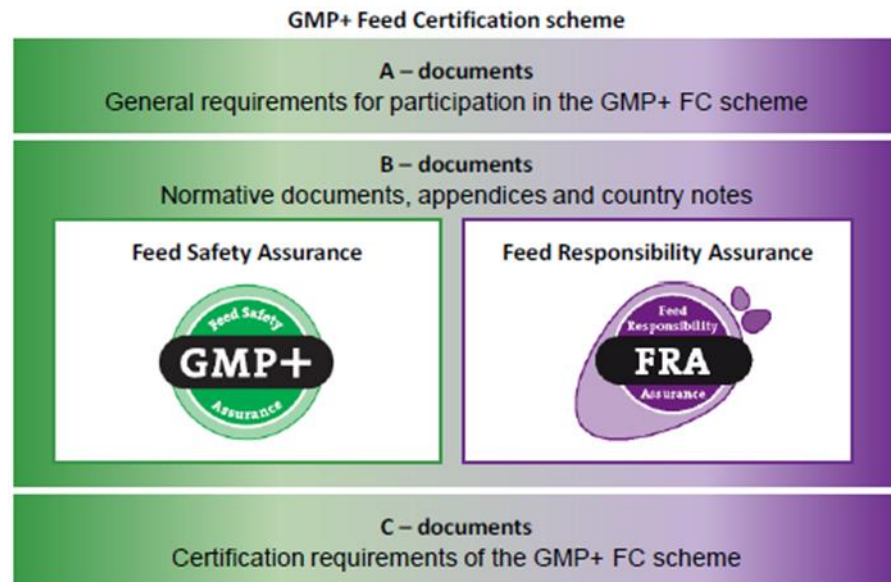 GMP+ Feed Certification scheme
A – documents
General requirements for participation in the GMP+ FC scheme
B – documents
Normative documents, appendices and country notes
Feed Safety Assurance
Feed Safety
GMP+
Assurance
Feed Responsibility Assurance
Feed
Responsibility
FRA
Assurance
C – documents
Certification requirements of the GMP+ FC scheme